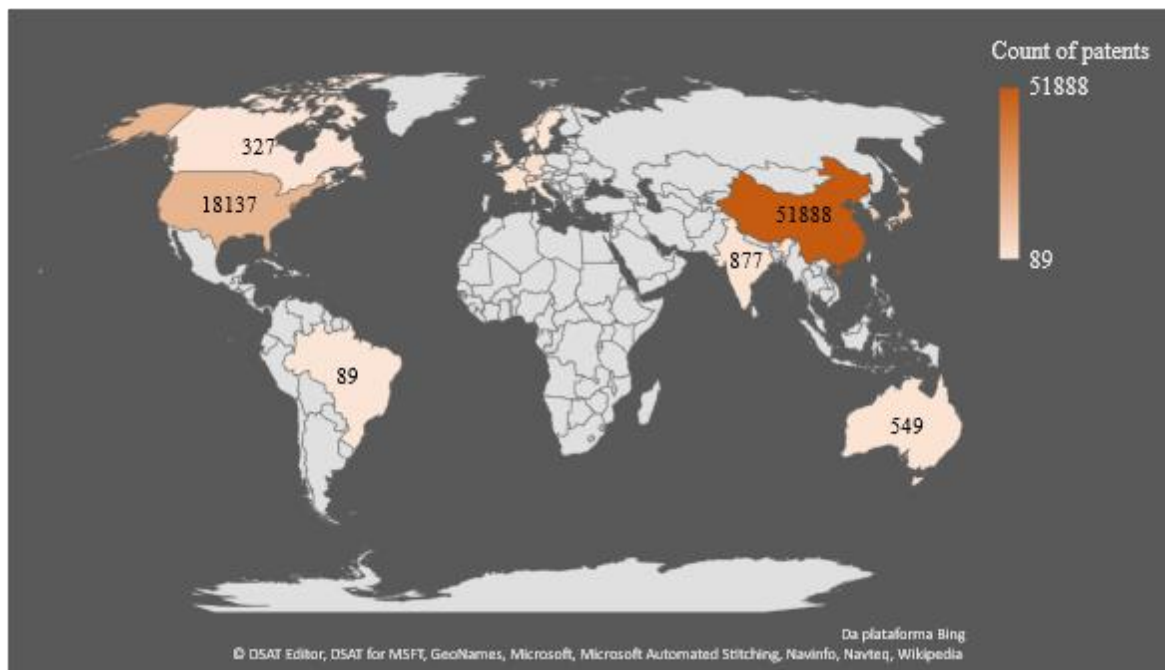 Count of patents
51888
327
18137
51888
877
89
89
549
Da plataforma Bing
© DSAT Editor, DSAT for MSFT, GeoNames, Microsoft, Microsoft Automated Stitching, Navinfo, Navteq, Wikipedia